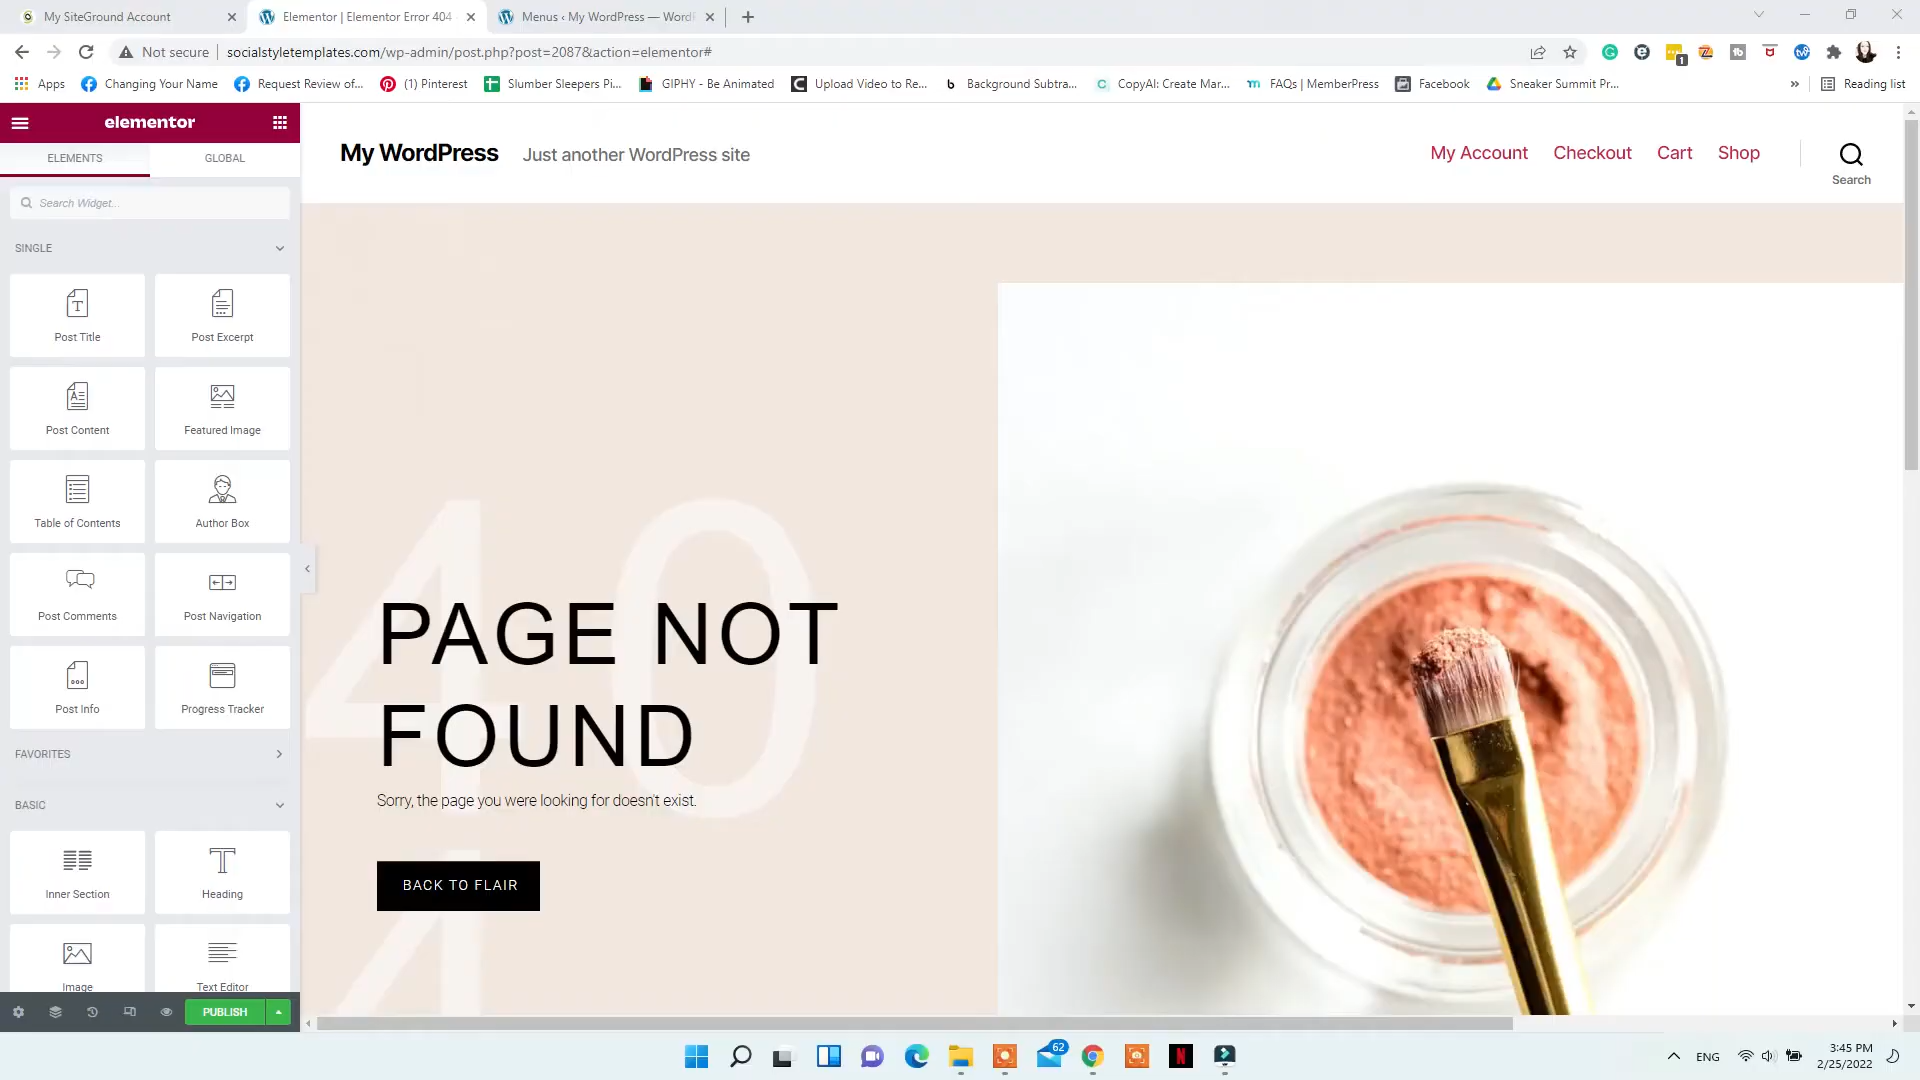 My SiteGround Account
Elementor | Elementor Error 404
Menus ‹ My WordPress — WordP
Not secure
socialstyletemplates.com/wp-admin/post.php?post=2087&action=elementor#
1
Apps
Changing Your Name
Request Review of...
(1) Pinterest
Slumber Sleepers Pi...
GIPHY - Be Animated
Upload Video to Re...
Background Subtra...
CopyAI: Create Mar...
FAQs | MemberPress
Facebook
Sneaker Summit Pr...
»
Reading list
elementor
ELEMENTS
GLOBAL
Search Widget...
SINGLE
Post Title
Post Excerpt
Post Content
Featured Image
Table of Contents
Author Box
Post Comments
Post Navigation
Post Info
Progress Tracker
FAVORITES
BASIC
Inner Section
Heading
Image
Text Editor
PUBLISH
My WordPress
Just another WordPress site
My Account
Checkout
Cart
Shop
Search
40
4
PAGE NOT
FOUND
Sorry, the page you were looking for doesn't exist.
BACK TO FLAIR
62
ENG
3:45 PM
2/25/2022